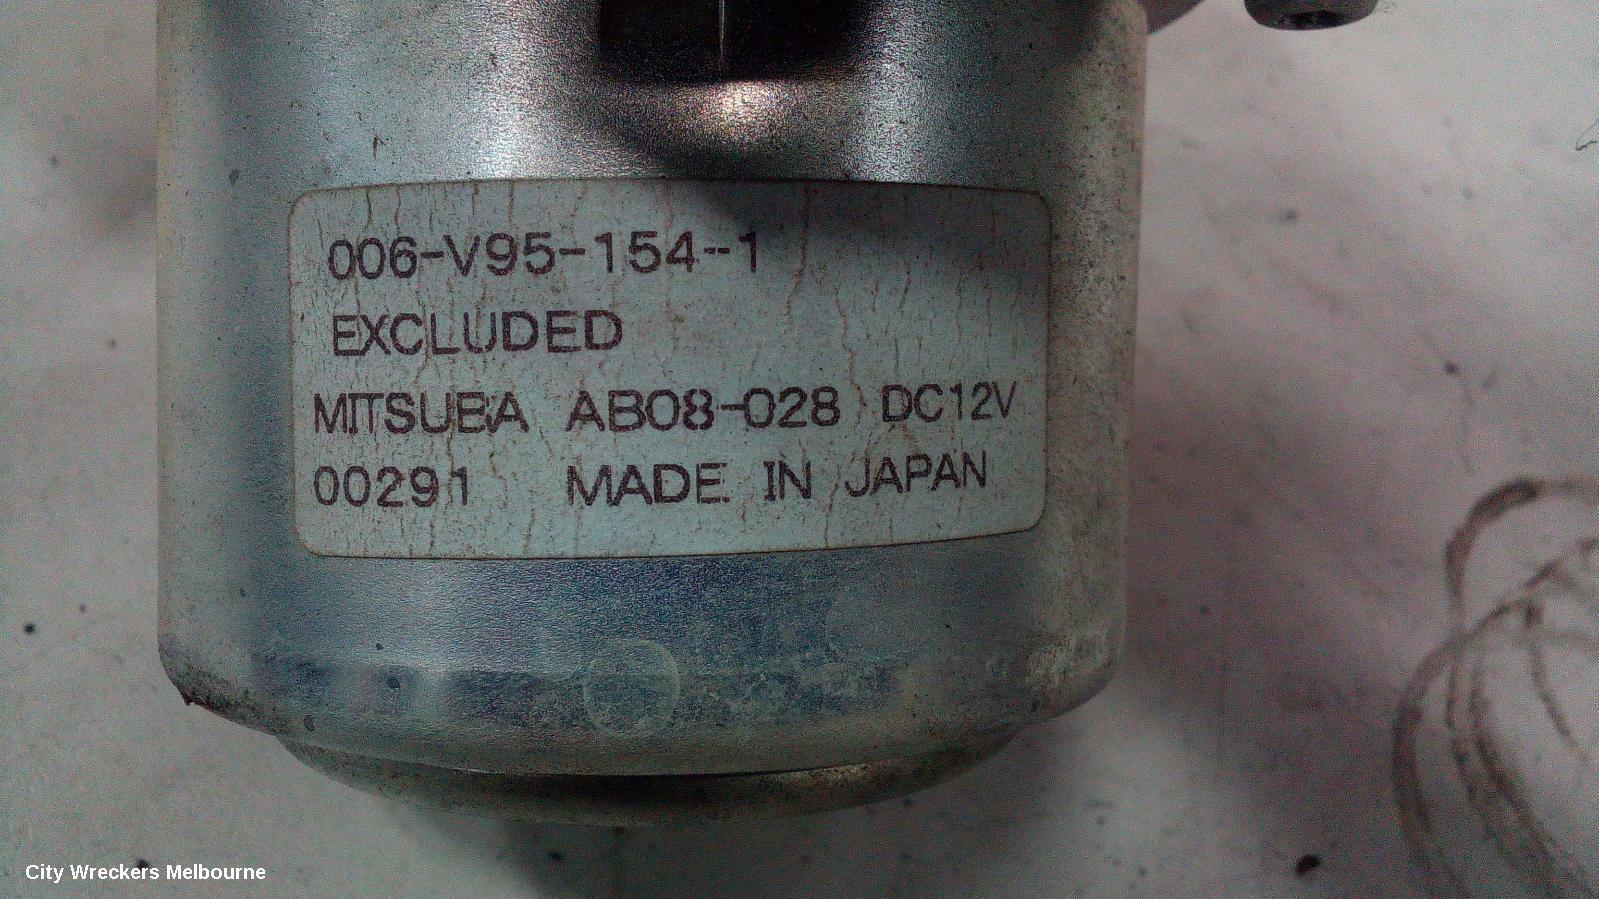 006-V95-154--1
EXCLUDED
MITSUBA AB08-028 DC12V
00291 MADE IN JAPAN
City Wreckers Melbourne